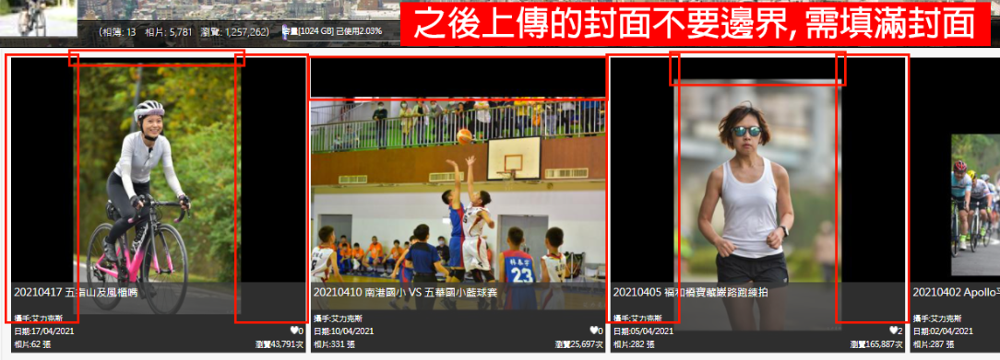 之後上傳的封面不要邊界,需填滿封面
(相簿: 13 相片: 5,781 瀏覽: 1,257,262)
容量[1024 GB] 已使用2.03%
20210417 五指山及風櫃嘴
攝手:艾力克斯
日期:17/04/2021
0
相片:62 張
瀏覽43,791次
20210410 南港國小 VS 五華國小籃球賽
攝手:艾力克斯
日期:10/04/2021
0
相片:331 張
瀏覽25,697次
23
20210405 福和橋寶藏巖路跑練拍
攝手:艾力克斯
日期:05/04/2021
2
相片:282 張
瀏覽165,887次
20210402 Apollo
攝手:艾力克斯
日期:02/04/2021
相片:287 張